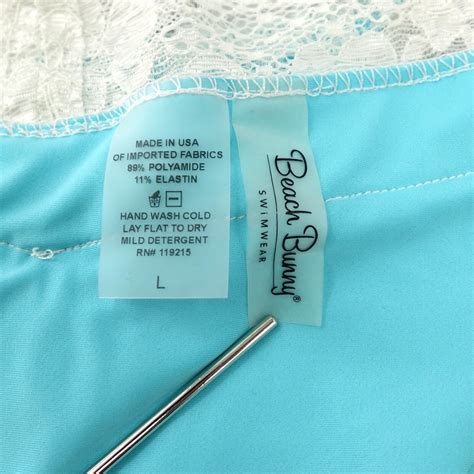 MADE IN USA
OF IMPORTED FABRICS
89% POLYAMIDE
11% ELASTIN
HAND WASH COLD
LAY FLAT TO DRY
MILD DETERGENT
RN# 119215
L
Beach Bunny®
SWiMWEAR